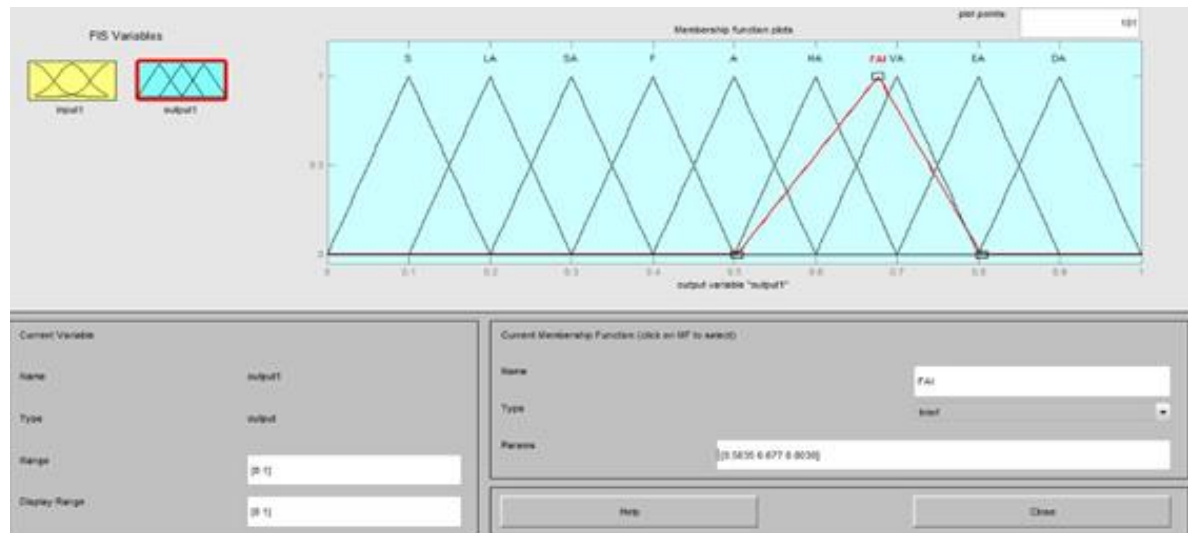 FIS Variables
input1
output1
plot points:
101
Membership function plots
S LA SA F A HA FAI VA EA DA
1
0.5
0
0 0.1 0.2 0.3 0.4 0.5 0.6 0.7 0.8 0.9 1
output variable "output1"
Current Variable
Name output1
Type output
Range [0 1]
Display Range [0 1]
Current Membership Function (click on MF to select)
Name FAI
Type trimf
Params
Help Close